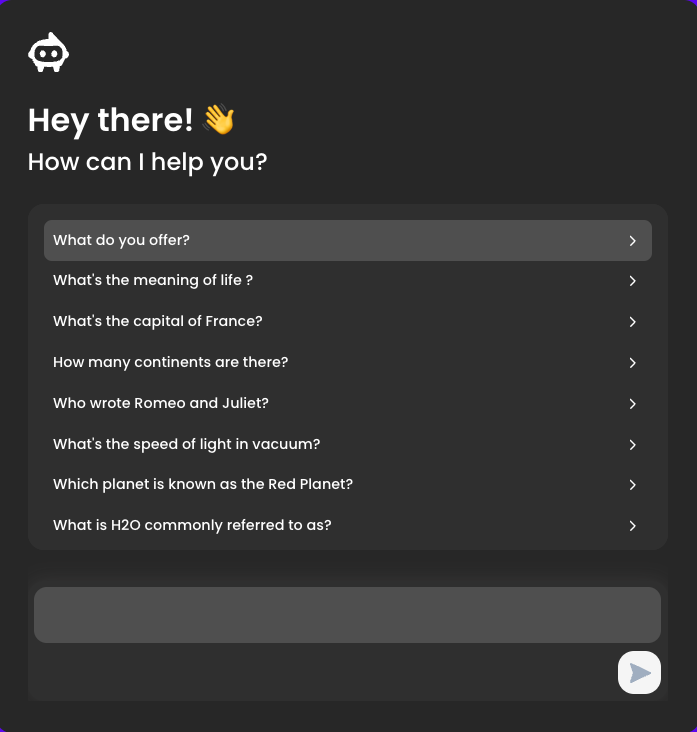 Hey there! 👋
How can I help you?
What do you offer?
What's the meaning of life ?
What's the capital of France?
How many continents are there?
Who wrote Romeo and Juliet?
What's the speed of light in vacuum?
Which planet is known as the Red Planet?
What is H2O commonly referred to as?